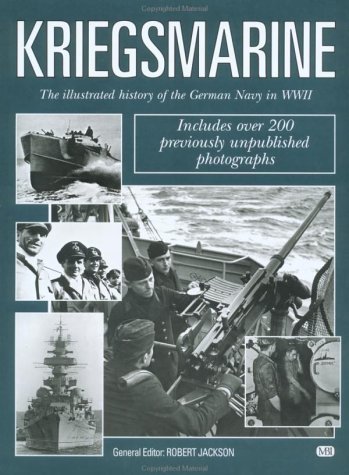 KRIEGSMARINE
The illustrated history of the German Navy in WWII
Includes over 200
previously unpublished
photographs
General Editor: ROBERT JACKSON
MBI